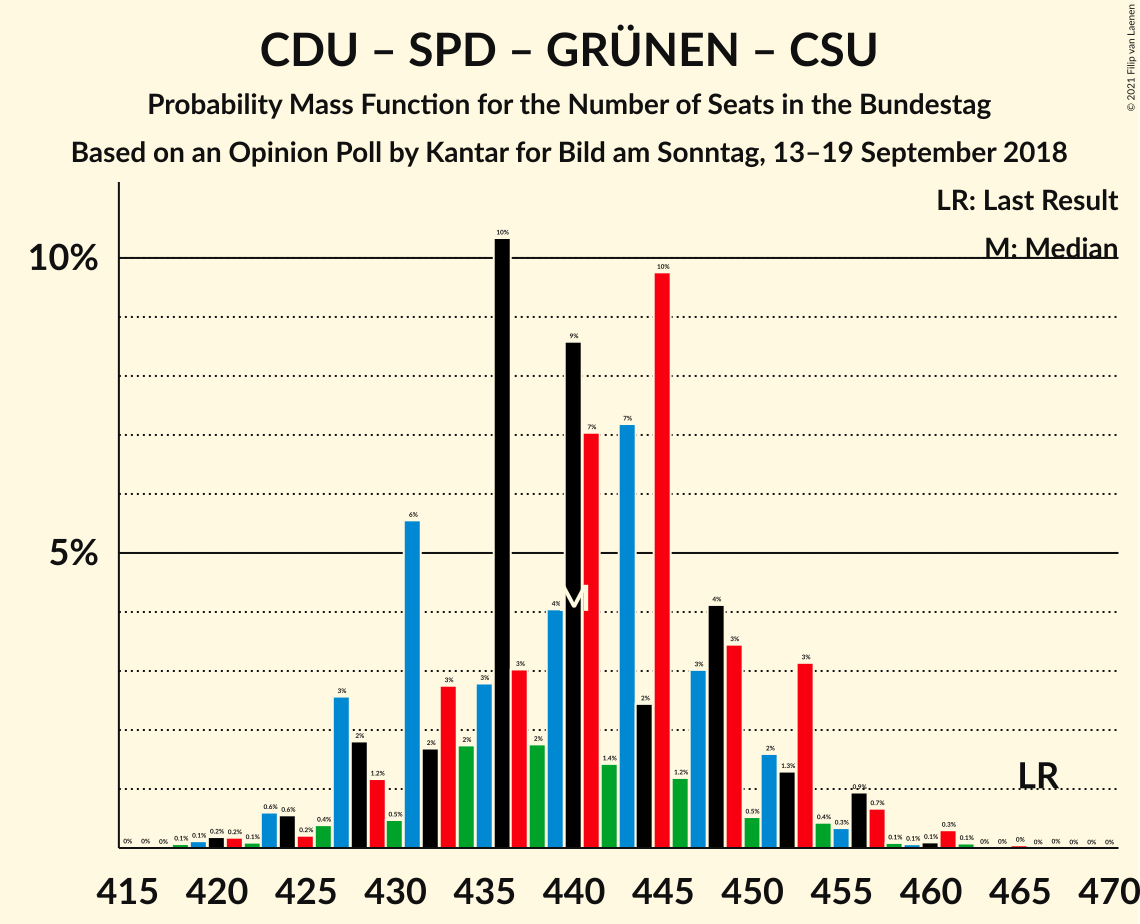 CDU – SPD – GRÜNEN – CSU
Probability Mass Function for the Number of Seats in the Bundestag
Based on an Opinion Poll by Kantar for Bild am Sonntag, 13–19 September 2018
© 2021 Filip van Laenen
LR: Last Result
M: Median
10%
5%
0% 0% 0% 0.1% 0.1% 0.2% 0.2% 0.1% 0.6% 0.6% 0.2% 0.4% 3% 2% 1.2% 0.5% 6% 2% 3% 2% 3% 10% 3% 2% 4% 9% 7% 1.4% 7% 2% 10% 1.2% 3% 4% 3% 0.5% 2% 1.3% 3% 0.4% 0.3% 0.9% 0.7% 0.1% 0.1% 0.1% 0.3% 0.1% 0% 0% 0% 0% 0% 0% 0% 0%
M
LR
415 420 425 430 435 440 445 450 455 460 465 470